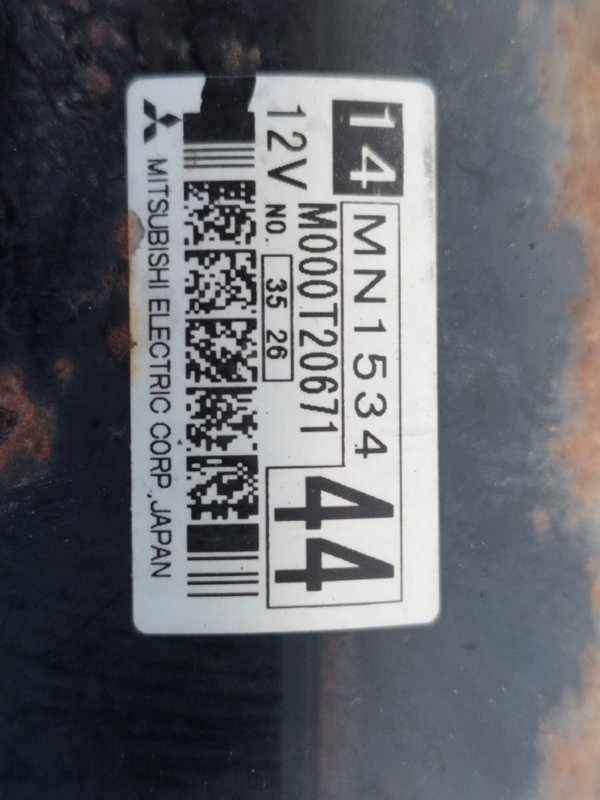 14 MN1534 44
M000T20671
12V NO. 35 26
MITSUBISHI ELECTRIC CORP.,JAPAN